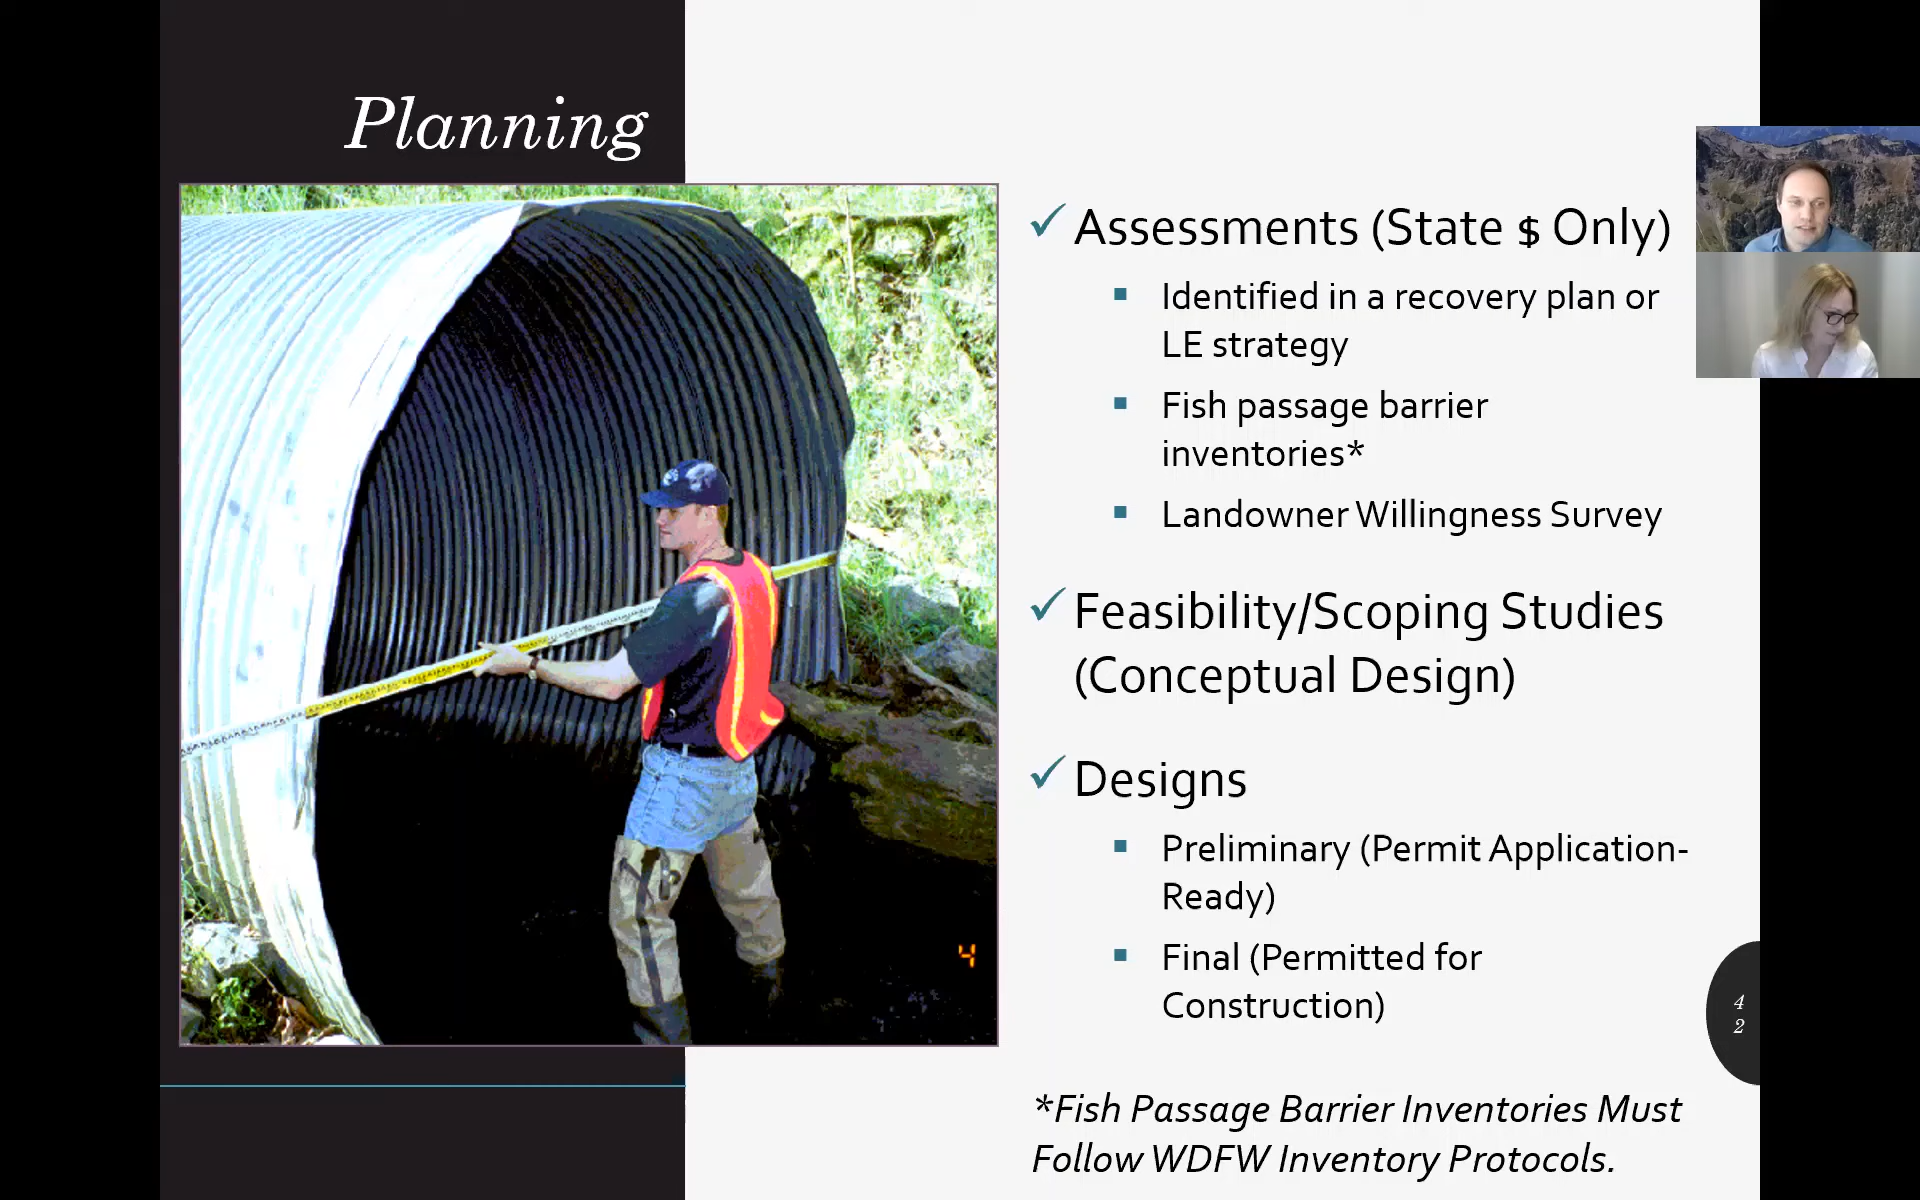 Planning
✓ Assessments (State $ Only)
▪ Identified in a recovery plan or
LE strategy
▪ Fish passage barrier
inventories*
▪ Landowner Willingness Survey
✓ Feasibility/Scoping Studies
(Conceptual Design)
✓ Designs
▪ Preliminary (Permit Application-
Ready)
▪ Final (Permitted for
Construction)
*Fish Passage Barrier Inventories Must
Follow WDFW Inventory Protocols.
4
4
2